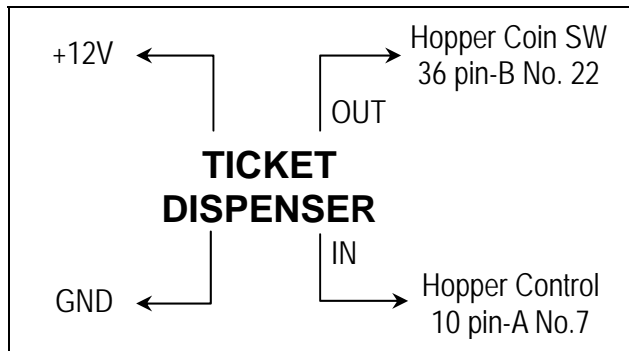 +12V
Hopper Coin SW
36 pin-B No. 22
OUT
TICKET
DISPENSER
IN
GND
Hopper Control
10 pin-A No.7